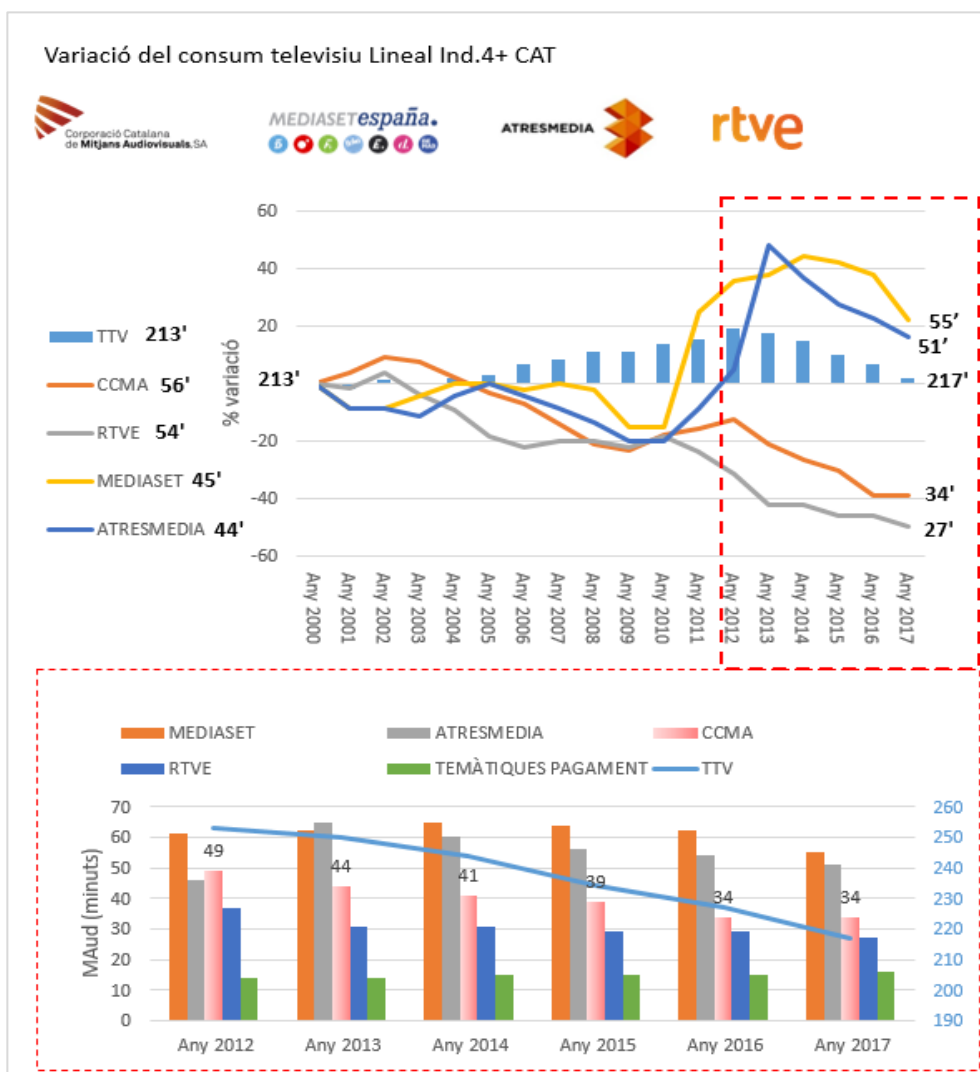 Variació del consum televisiu Lineal Ind.4+ CAT
Corporació Catalana
de Mitjans Audiovisuals, SA
MEDIASETespaña.
ATRESMEDIA
rtve
TTV 213'
CCMA 56'
RTVE 54'
MEDIASET 45'
ATRESMEDIA 44'
% variació
60
40
20
-20
-40
-60
213'
55’
51’
217'
34'
27'
Any 2000
Any 2001
Any 2002
Any 2003
Any 2004
Any 2005
Any 2006
Any 2007
Any 2008
Any 2009
Any 2010
Any 2011
Any 2012
Any 2013
Any 2014
Any 2015
Any 2016
Any 2017
MEDIASET ATRESMEDIA CCMA
RTVE TEMÀTIQUES PAGAMENT TTV
MAud (minuts)
70
60
50
40
30
20
10
0
49
44
41
39
34
34
260
250
240
230
220
210
200
190
Any 2012 Any 2013 Any 2014 Any 2015 Any 2016 Any 2017